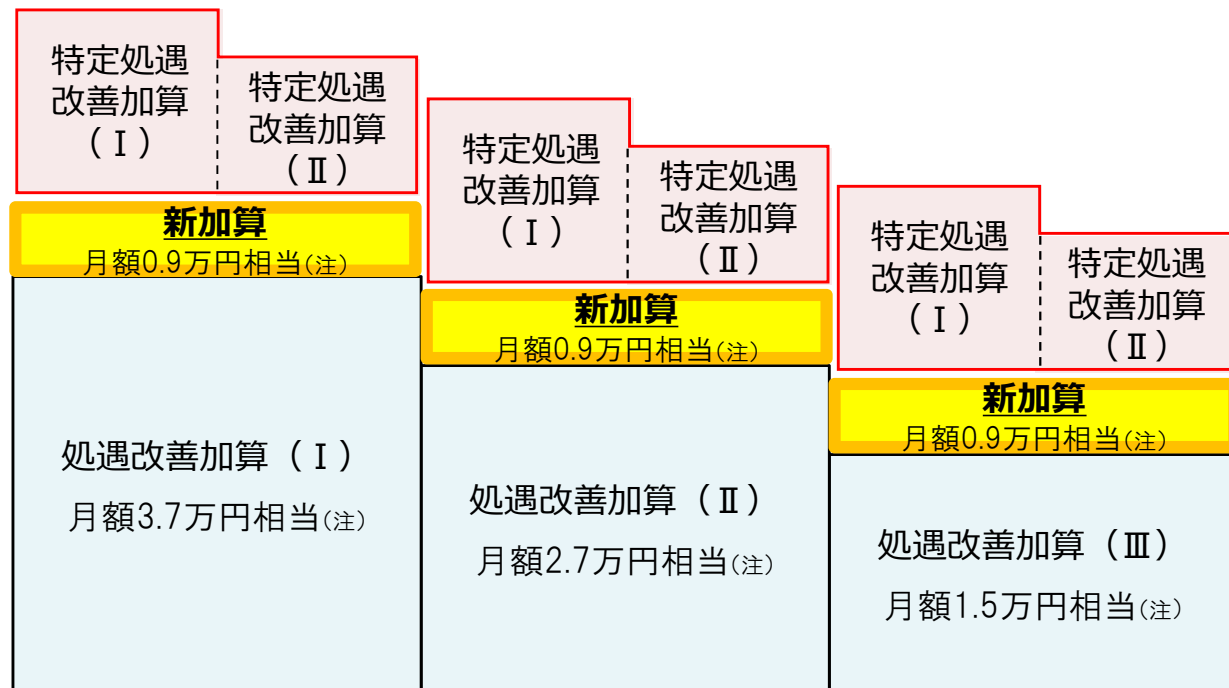 特定処遇
改善加算
（Ⅰ）
特定処遇
改善加算
（Ⅱ）
新加算
月額0.9万円相当(注)
処遇改善加算（Ⅰ）
月額3.7万円相当(注)
特定処遇
改善加算
（Ⅰ）
特定処遇
改善加算
（Ⅱ）
新加算
月額0.9万円相当(注)
処遇改善加算（Ⅱ）
月額2.7万円相当(注)
特定処遇
改善加算
（Ⅰ）
特定処遇
改善加算
（Ⅱ）
新加算
月額0.9万円相当(注)
処遇改善加算（Ⅲ）
月額1.5万円相当(注)